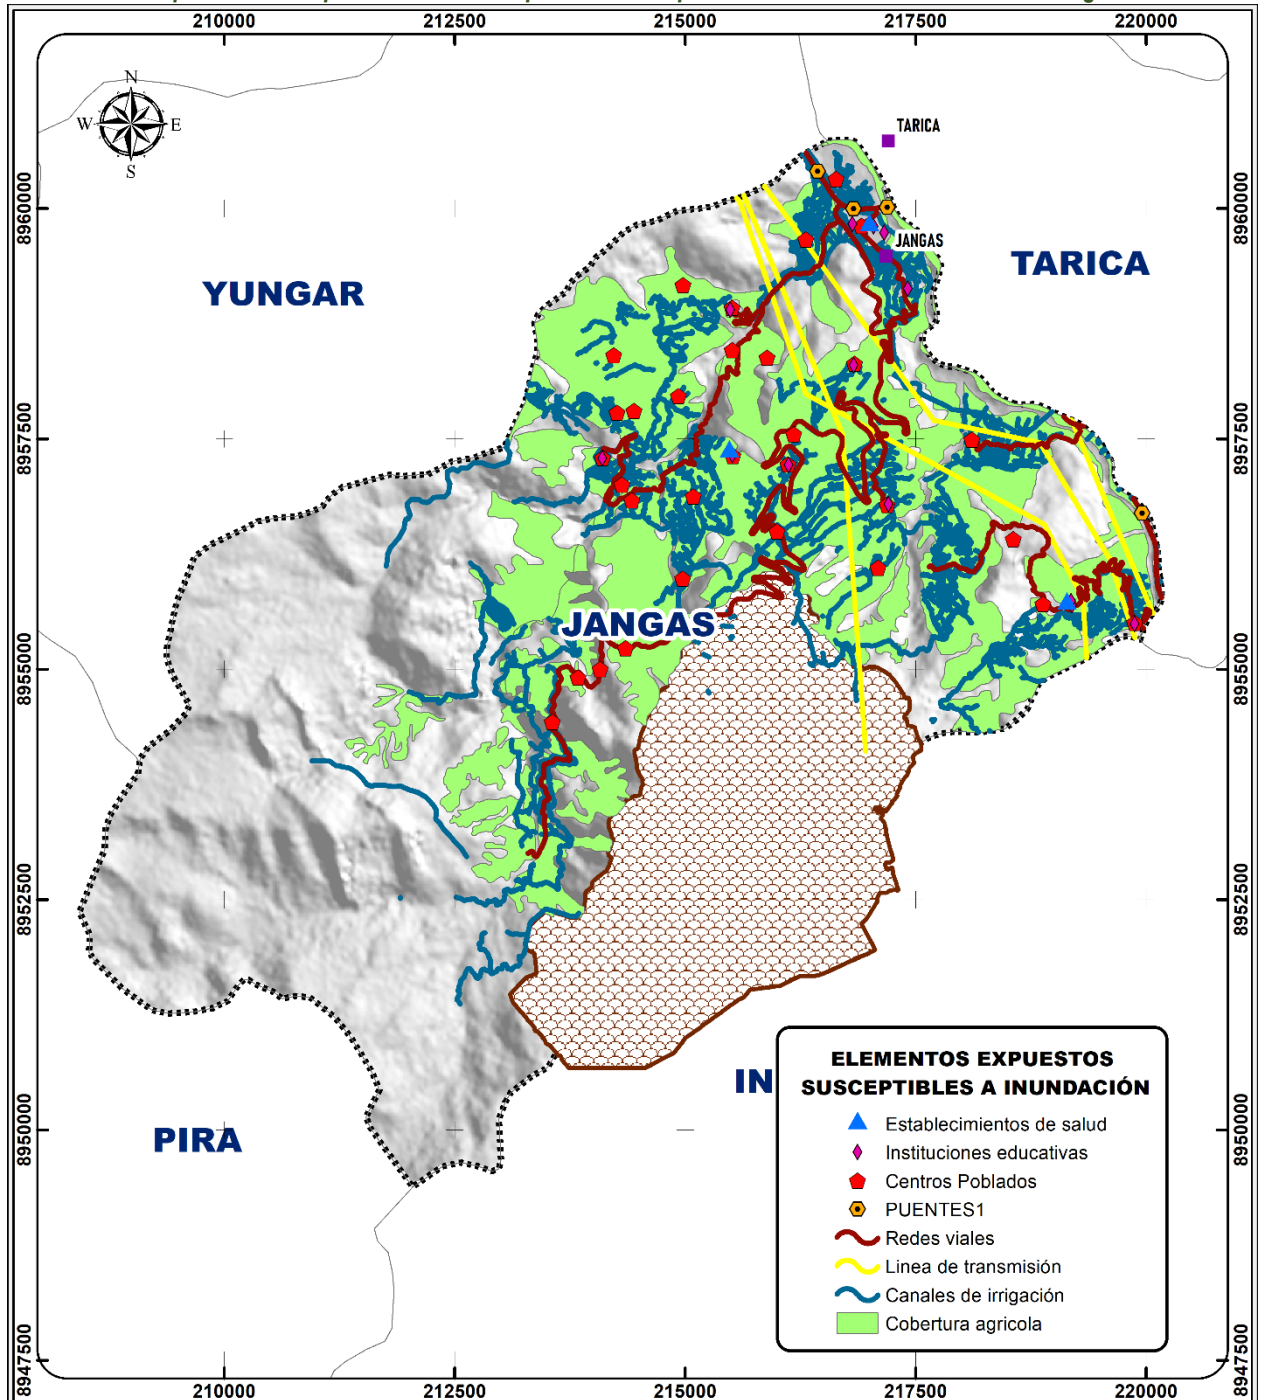 210000 212500 215000 217500 220000
N
W E
S
TARICA
8960000 8960000
JANGAS
TARICA
YUNGAR
8957500 8957500
JANGAS
8955000 8955000
8952500 8952500
IN
PIRA
8950000 8950000
ELEMENTOS EXPUESTOS
SUSCEPTIBLES A INUNDACIÓN
Establecimientos de salud
Instituciones educativas
Centros Poblados
PUENTES1
Redes viales
Linea de transmisión
Canales de irrigación
Cobertura agricola
8947500 8947500
210000 212500 215000 217500 220000